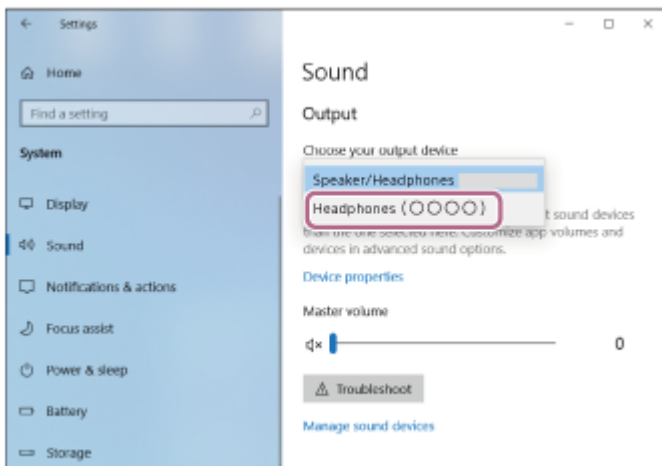 Settings
Home
Find a setting
System
Display
Sound
Notifications & actions
Focus assist
Power & sleep
Battery
Storage
Sound
Output
Choose your output device
Speaker/Headphones
Headphones (○○○○)
t sound devices
than the one selected here. Customize app volumes and
devices in advanced sound options.
Device properties
Master volume
0
Troubleshoot
Manage sound devices